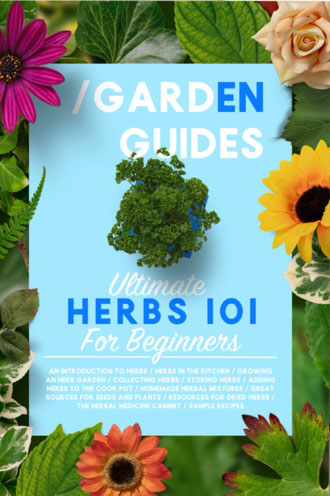 /GARDEN
GUIDES
Ultimate
HERBS 101
For Beginners
AN INTRODUCTION TO HERBS / HERBS IN THE KITCHEN / GROWING
AN HERB GARDEN / COLLECTING HERBS / STORING HERBS / ADDING
HERBS TO THE COOK POT / HOMEMADE HERBAL MIXTURES / GREAT
SOURCES FOR SEEDS AND PLANTS / RESOURCES FOR DRIED HERBS /
THE HERBAL MEDICINE CABINET / SAMPLE RECIPES